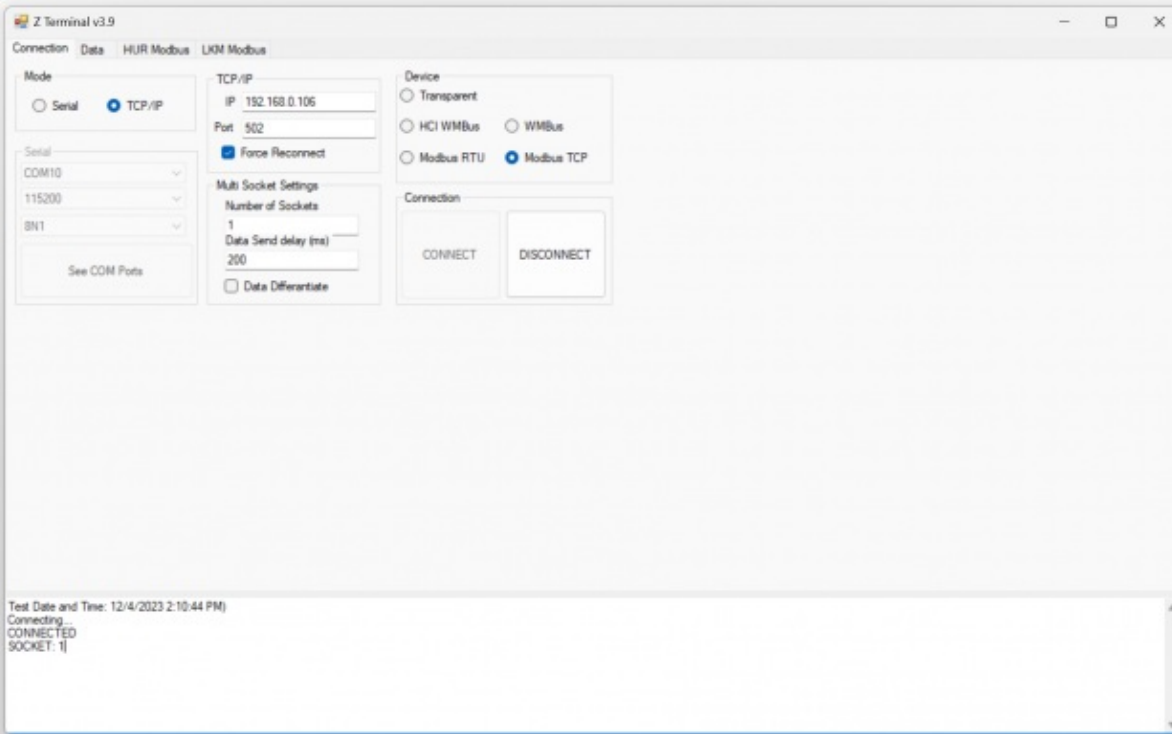 Z Terminal v3.9
Connection Data HUR Modbus LKM Modbus
Mode
Serial TCP/IP
Serial
COM10
115200
8N1
See COM Ports
TCP/IP
IP 192.168.0.106
Port 502
Force Reconnect
Multi Socket Settings
Number of Sockets
1
Data Send delay (ms)
200
Data Differantiate
Device
Transparent
HCI WMBus WMBus
Modbus RTU Modbus TCP
Connection
CONNECT DISCONNECT
Test Date and Time: 12/4/2023 2:10:44 PM)
Connecting...
CONNECTED
SOCKET: 1